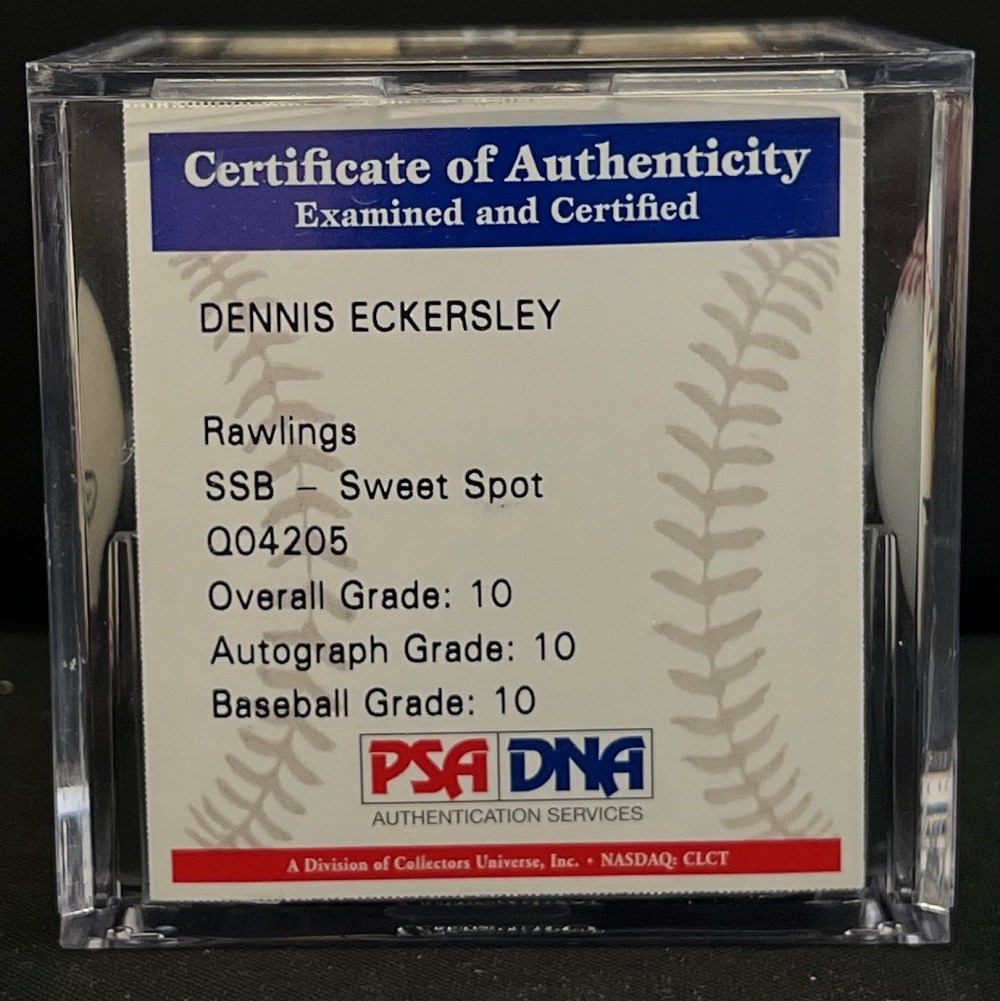 Certificate of Authenticity
Examined and Certified
DENNIS ECKERSLEY
Rawlings
SSB – Sweet Spot
Q04205
Overall Grade: 10
Autograph Grade: 10
Baseball Grade: 10
PSA DNA
AUTHENTICATION SERVICES
A Division of Collectors Universe, Inc. • NASDAQ: CLCT